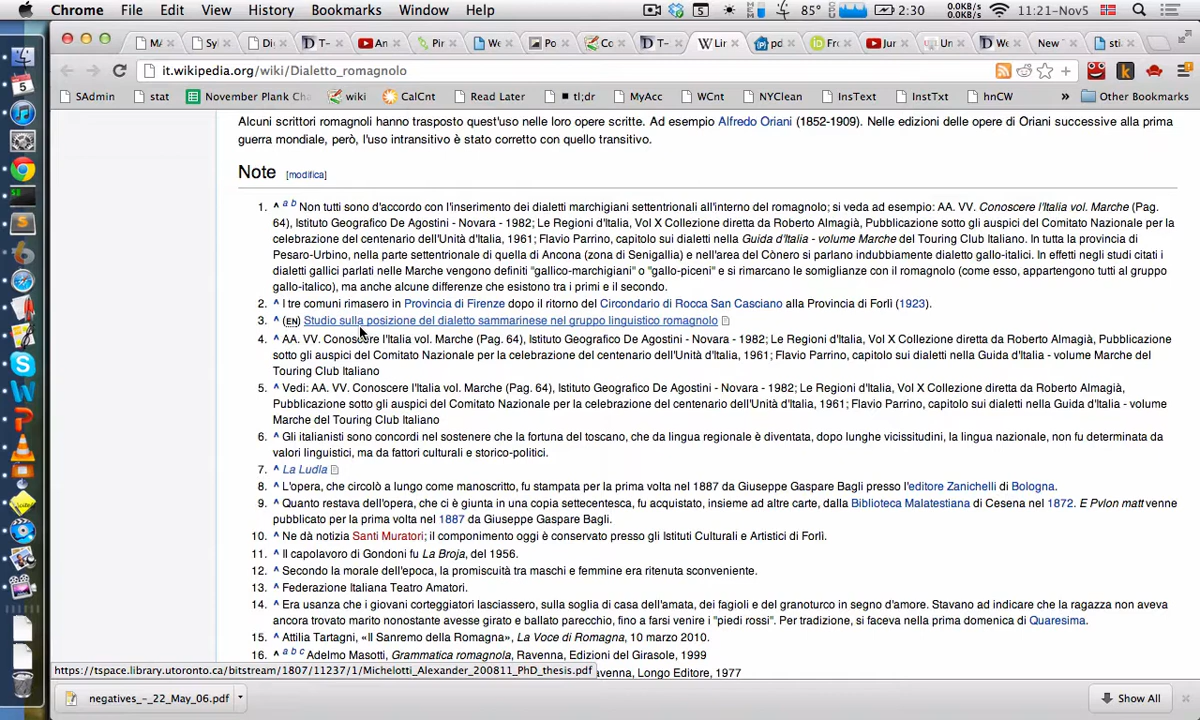 Chrome File Edit View History Bookmarks Window Help 5 85° 2:30 0.0KB/s 0.0KB/s 11:21-Nov5
MA Sy Di T- An Pir We Po Co T- Lin pd Fro Jur Un We New sti
it.wikipedia.org/wiki/Dialetto_romagnolo
SAdmin stat November Plank Cha wiki CalCnt Read Later tl;dr MyAcc WCnt NYClean InsText InstTxt hnCW » Other Bookmarks
Alcuni scrittori romagnoli hanno trasposto quest'uso nelle loro opere scritte. Ad esempio Alfredo Oriani (1852-1909). Nelle edizioni delle opere di Oriani successive alla prima
guerra mondiale, però, l'uso intransitivo è stato corretto con quello transitivo.
Note [modifica]
1. ^ a b Non tutti sono d'accordo con l'inserimento dei dialetti marchigiani settentrionali all'interno del romagnolo; si veda ad esempio: AA. VV. Conoscere l'Italia vol. Marche (Pag.
64), Istituto Geografico De Agostini - Novara - 1982; Le Regioni d'Italia, Vol X Collezione diretta da Roberto Almagià, Pubblicazione sotto gli auspici del Comitato Nazionale per la
celebrazione del centenario dell'Unità d'Italia, 1961; Flavio Parrino, capitolo sui dialetti nella Guida d'Italia - volume Marche del Touring Club Italiano. In tutta la provincia di
Pesaro-Urbino, nella parte settentrionale di quella di Ancona (zona di Senigallia) e nell'area del Cònero si parlano indubbiamente dialetto gallo-italici. In effetti negli studi citati i
dialetti gallici parlati nelle Marche vengono definiti "gallico-marchigiani" o "gallo-piceni" e si rimarcano le somiglianze con il romagnolo (come esso, appartengono tutti al gruppo
gallo-italico), ma anche alcune differenze che esistono tra i primi e il secondo.
2. ^ I tre comuni rimasero in Provincia di Firenze dopo il ritorno del Circondario di Rocca San Casciano alla Provincia di Forlì (1923).
3. ^ (EN) Studio sulla posizione del dialetto sammarinese nel gruppo linguistico romagnolo
4. ^ AA. VV. Conoscere l'Italia vol. Marche (Pag. 64), Istituto Geografico De Agostini - Novara - 1982; Le Regioni d'Italia, Vol X Collezione diretta da Roberto Almagià, Pubblicazione
sotto gli auspici del Comitato Nazionale per la celebrazione del centenario dell'Unità d'Italia, 1961; Flavio Parrino, capitolo sui dialetti nella Guida d'Italia - volume Marche del
Touring Club Italiano
5. ^ Vedi: AA. VV. Conoscere l'Italia vol. Marche (Pag. 64), Istituto Geografico De Agostini - Novara - 1982; Le Regioni d'Italia, Vol X Collezione diretta da Roberto Almagià,
Pubblicazione sotto gli auspici del Comitato Nazionale per la celebrazione del centenario dell'Unità d'Italia, 1961; Flavio Parrino, capitolo sui dialetti nella Guida d'Italia - volume
Marche del Touring Club Italiano
6. ^ Gli italianisti sono concordi nel sostenere che la fortuna del toscano, che da lingua regionale è diventata, dopo lunghe vicissitudini, la lingua nazionale, non fu determinata da
valori linguistici, ma da fattori culturali e storico-politici.
7. ^ La Ludla
8. ^ L'opera, che circolò a lungo come manoscritto, fu stampata per la prima volta nel 1887 da Giuseppe Gaspare Bagli presso l'editore Zanichelli di Bologna.
9. ^ Quanto restava dell'opera, che ci è giunta in una copia settecentesca, fu acquistato, insieme ad altre carte, dalla Biblioteca Malatestiana di Cesena nel 1872. E Pvlon matt venne
pubblicato per la prima volta nel 1887 da Giuseppe Gaspare Bagli.
10. ^ Ne dà notizia Santi Muratori; il componimento oggi è conservato presso gli Istituti Culturali e Artistici di Forlì.
11. ^ Il capolavoro di Gondoni fu La Broja, del 1956.
12. ^ Secondo la morale dell'epoca, la promiscuità tra maschi e femmine era ritenuta sconveniente.
13. ^ Federazione Italiana Teatro Amatori.
14. ^ Era usanza che i giovani corteggiatori lasciassero, sulla soglia di casa dell'amata, dei fagioli e del granoturco in segno d'amore. Stavano ad indicare che la ragazza non aveva
ancora trovato marito nonostante avesse girato e ballato parecchio, fino a farsi venire i "piedi rossi". Per tradizione, si faceva nella prima domenica di Quaresima.
15. ^ Attilia Tartagni, «Il Sanremo della Romagna», La Voce di Romagna, 10 marzo 2010.
16. ^ a b c Adelmo Masotti, Grammatica romagnola, Ravenna, Edizioni del Girasole, 1999
https://tspace.library.utoronto.ca/bitstream/1807/11237/1/Michelotti_Alexander_200811_PhD_thesis.pdf avenna, Longo Editore, 1977
negatives_-_22_May_06.pdf Show All